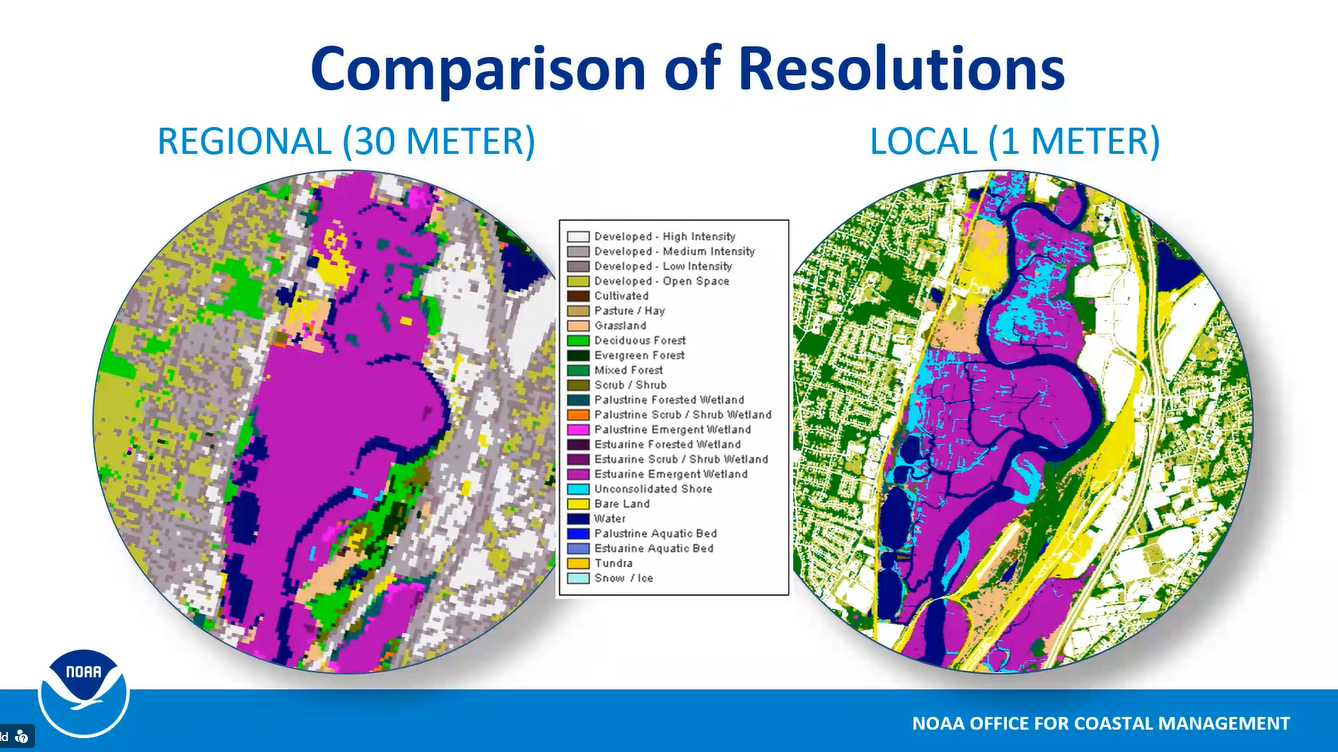 Comparison of Resolutions
REGIONAL (30 METER)
LOCAL (1 METER)
Developed - High Intensity
Developed - Medium Intensity
Developed - Low Intensity
Developed - Open Space
Cultivated
Pasture / Hay
Grassland
Deciduous Forest
Evergreen Forest
Mixed Forest
Scrub / Shrub
Palustrine Forested Wetland
Palustrine Scrub / Shrub Wetland
Palustrine Emergent Wetland
Estuarine Forested Wetland
Estuarine Scrub / Shrub Wetland
Estuarine Emergent Wetland
Unconsolidated Shore
Bare Land
Water
Palustrine Aquatic Bed
Estuarine Aquatic Bed
Tundra
Snow / Ice
NOAA
NOAA OFFICE FOR COASTAL MANAGEMENT
ld